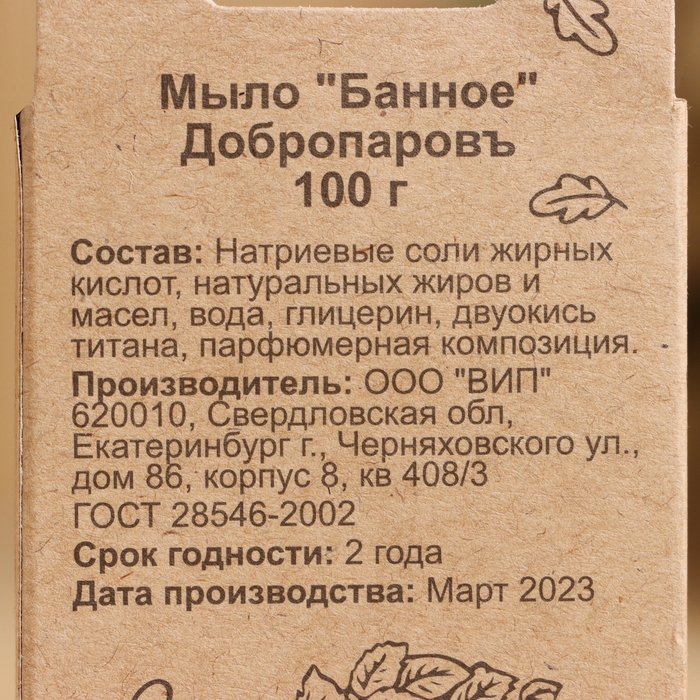 Мыло "Банное"
Добропаровъ
100 г
Состав: Натриевые соли жирных
кислот, натуральных жиров и
масел, вода, глицерин, двуокись
титана, парфюмерная композиция.
Производитель: ООО "ВИП"
620010, Свердловская обл,
Екатеринбург г., Черняховского ул.,
дом 86, корпус 8, кв 408/3
ГОСТ 28546-2002
Срок годности: 2 года
Дата производства: Март 2023